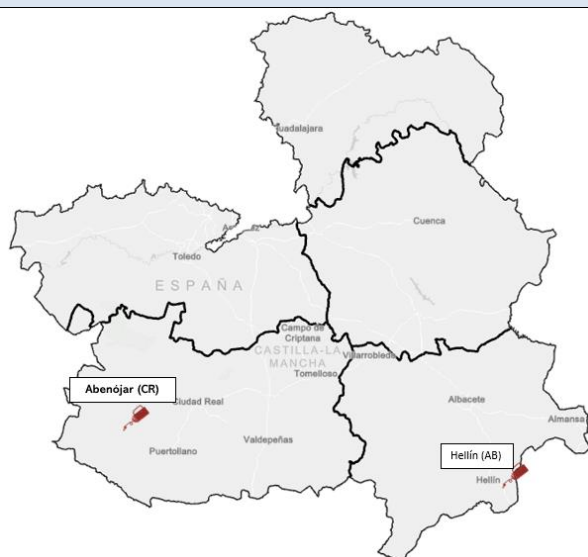 uadalajara
Cuenca
Toledo
ESPAÑA
Campo de
Criptana
CASTILLA-LA
MANCHA
Villarrobledo
Tomelloso
Abenójar (CR)
Ciudad Real
Albacete
Almansa
Valdepeñas
Puertollano
Hellín (AB)
Hellín